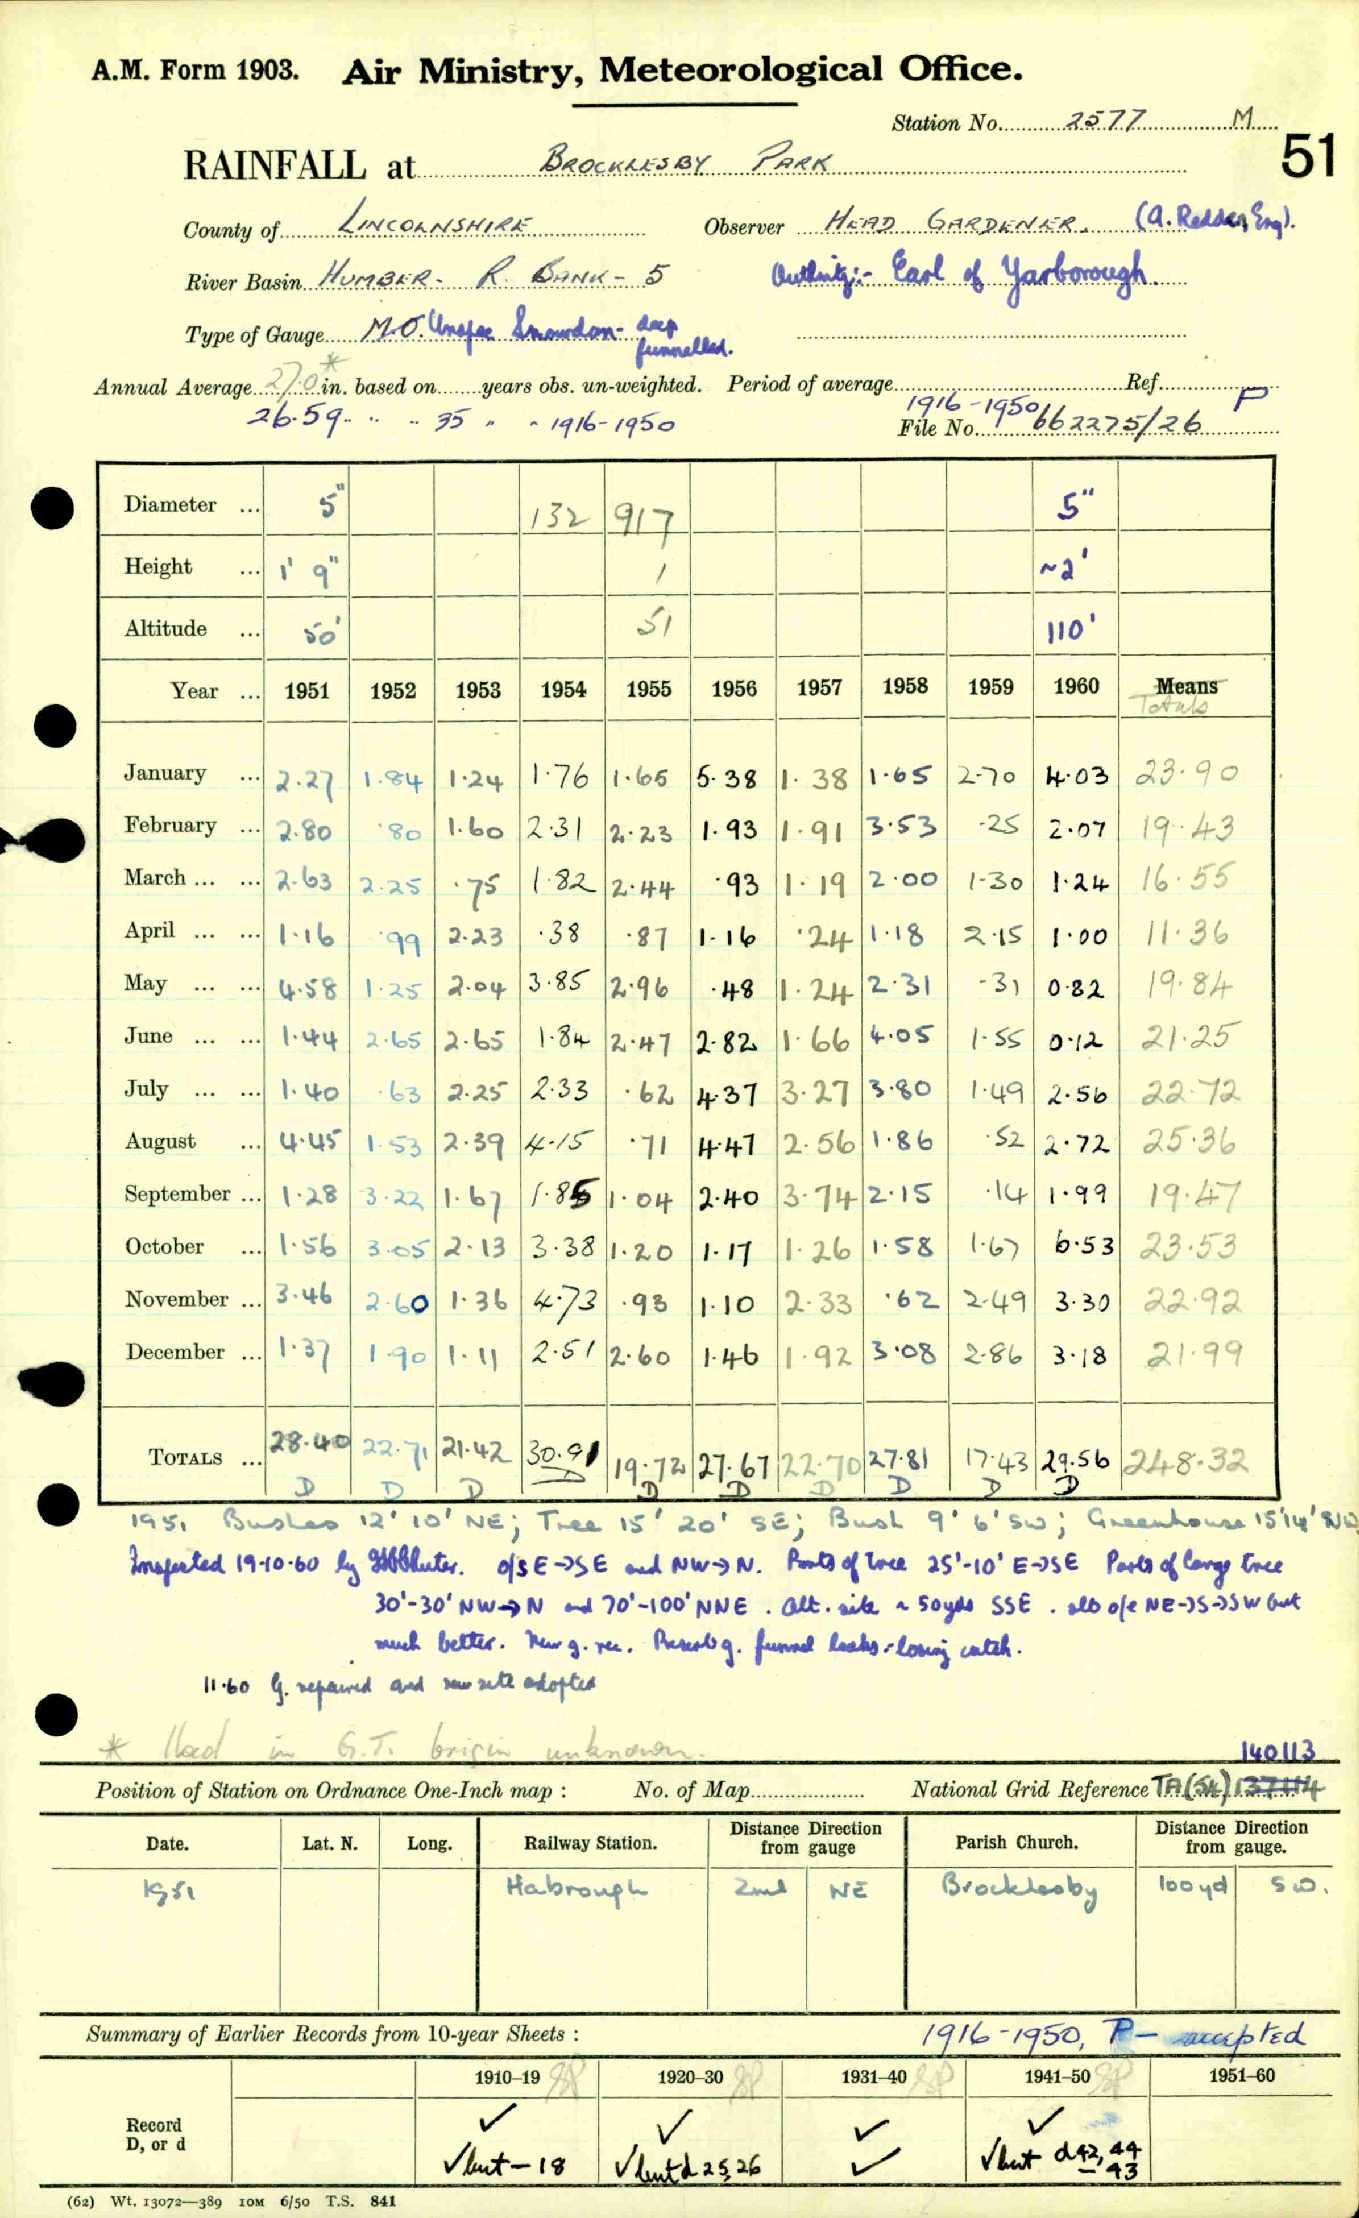 A.M. Form 1903. Air Ministry, Meteorological Office.
Station No. 2577 M
51
RAINFALL at BROCKLESBY PARK
County of LINCOLNSHIRE Observer HEAD GARDENER. (A. Redden, Eng).
River Basin HUMBER - R. BANK - 5 Authority:- Earl of Yarborough.
Type of Gauge M.O. Unspec Snowdon - deep funnelled.
Annual Average 27.0 * in. based on years obs. un-weighted. Period of average 1916-1950 Ref. P
26.59 .. .. .. 35 " " 1916-1950 File No. 662275/26
Diameter ... 5" 132 917 5"
Height ... 1' 9" 1 ~2'
Altitude ... 50' 51 110'
Year ... 1951 1952 1953 1954 1955 1956 1957 1958 1959 1960 Means Totals
January ... 2.27 1.84 1.24 1.76 1.65 5.38 1.38 1.65 2.70 4.03 23.90
February ... 2.80 .80 1.60 2.31 2.23 1.93 1.91 3.53 .25 2.07 19.43
March ... ... 2.63 2.25 .75 1.82 2.44 .93 1.19 2.00 1.30 1.24 16.55
April ... ... 1.16 .99 2.23 .38 .87 1.16 .24 1.18 2.15 1.00 11.36
May ... ... 4.58 1.25 2.04 3.85 2.96 .48 1.24 2.31 .31 0.82 19.84
June ... ... 1.44 2.65 2.65 1.84 2.47 2.82 1.66 4.05 1.55 0.12 21.25
July ... ... 1.40 .63 2.25 2.33 .62 4.37 3.27 3.80 1.49 2.56 22.72
August ... 4.45 1.53 2.39 4.15 .71 4.47 2.56 1.86 .52 2.72 25.36
September ... 1.28 3.22 1.67 1.85 1.04 2.40 3.74 2.15 .14 1.99 19.47
October ... 1.56 3.05 2.13 3.38 1.20 1.17 1.26 1.58 1.67 6.53 23.53
November ... 3.46 2.60 1.36 4.73 .93 1.10 2.33 .62 2.49 3.30 22.92
December ... 1.37 1.90 1.11 2.51 2.60 1.46 1.92 3.08 2.86 3.18 21.99
TOTALS ... 28.40 22.71 21.42 30.91 19.72 27.67 22.70 27.81 17.43 29.56 248.32
D D D D D D D D D D
1951 Bushes 12' 10' NE; Tree 15' 20' SE; Bush 9' 6' SW; Greenhouse 15' 14' NW
Inspected 19-10-60 by o/s E→SE and NW→N. Parts of tree 25'-10' E→SE Parts of large tree
30'-30' NW→N and 70'-100' NNE. Alt. site ~ 50yds SSE. also o/e NE→S→SW but
much better. New g. rec. Present g. funnel leaks - losing catch.
11.60 G. repaired and new site adopted
* Used in G.T. origin unknown.
140113
Position of Station on Ordnance One-Inch map : No. of Map National Grid Reference TA(54) 137114
Date. Lat. N. Long. Railway Station. Distance Direction from gauge Parish Church. Distance Direction from gauge.
1951 Habrough 2ml NE Brocklesby 100yd SW.
Summary of Earlier Records from 10-year Sheets : 1916-1950, P - accepted
1910–19 1920–30 1931–40 1941–50 1951–60
Record D, or d
✓ ✓ ✓ ✓
✓ but - 18 ✓ but d 25, 26 ✓ ✓ but d 42, 44 - 43
(62) Wt. 13072—389 10M 6/50 T.S. 841